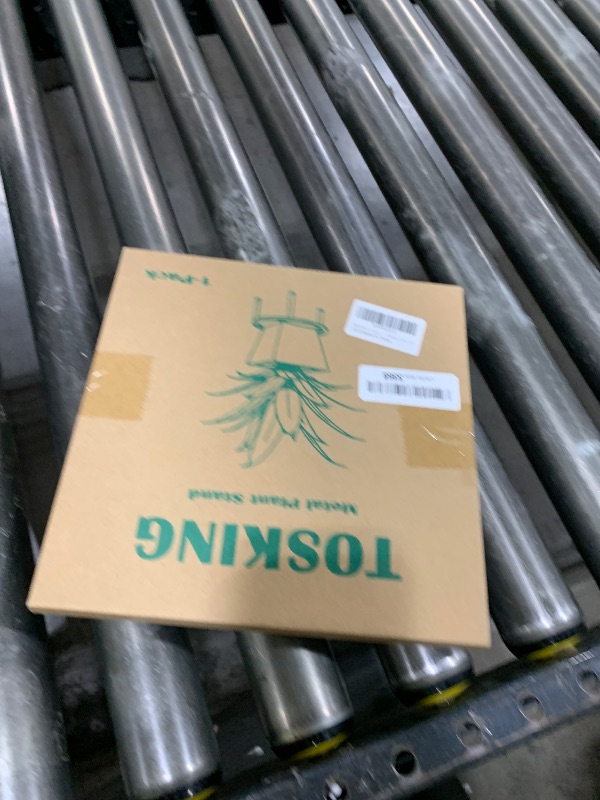 TOSKING
Metal Plant Stand
1-Pack